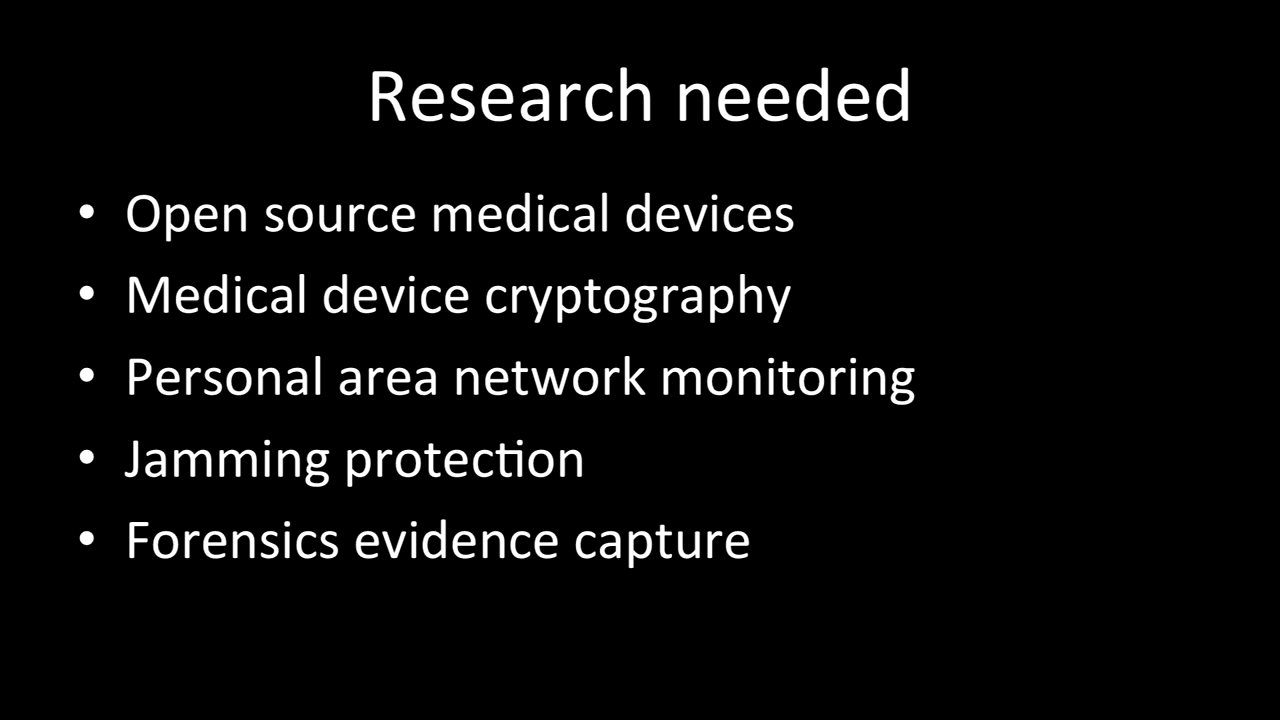 Research needed
• Open source medical devices
• Medical device cryptography
• Personal area network monitoring
• Jamming protection
• Forensics evidence capture